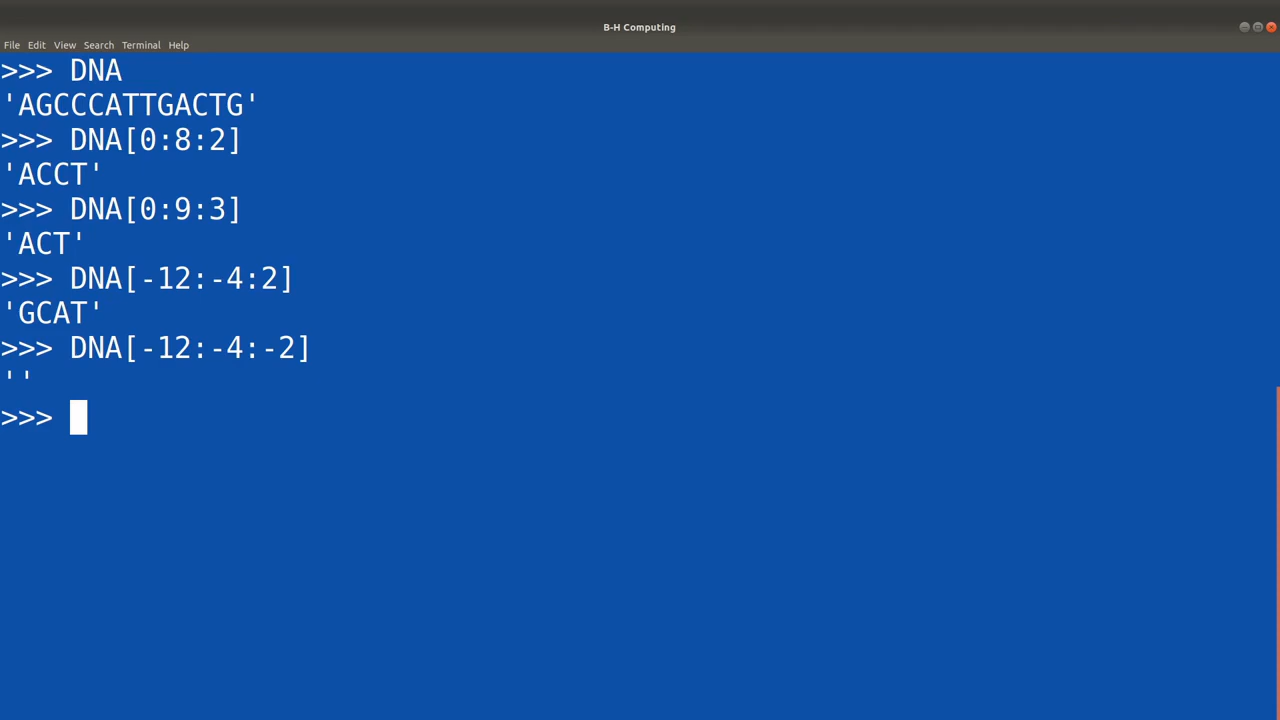 B-H Computing
File Edit View Search Terminal Help
>>> DNA
'AGCCCATTGACTG'
>>> DNA[0:8:2]
'ACCT'
>>> DNA[0:9:3]
'ACT'
>>> DNA[-12:-4:2]
'GCAT'
>>> DNA[-12:-4:-2]
''
>>>